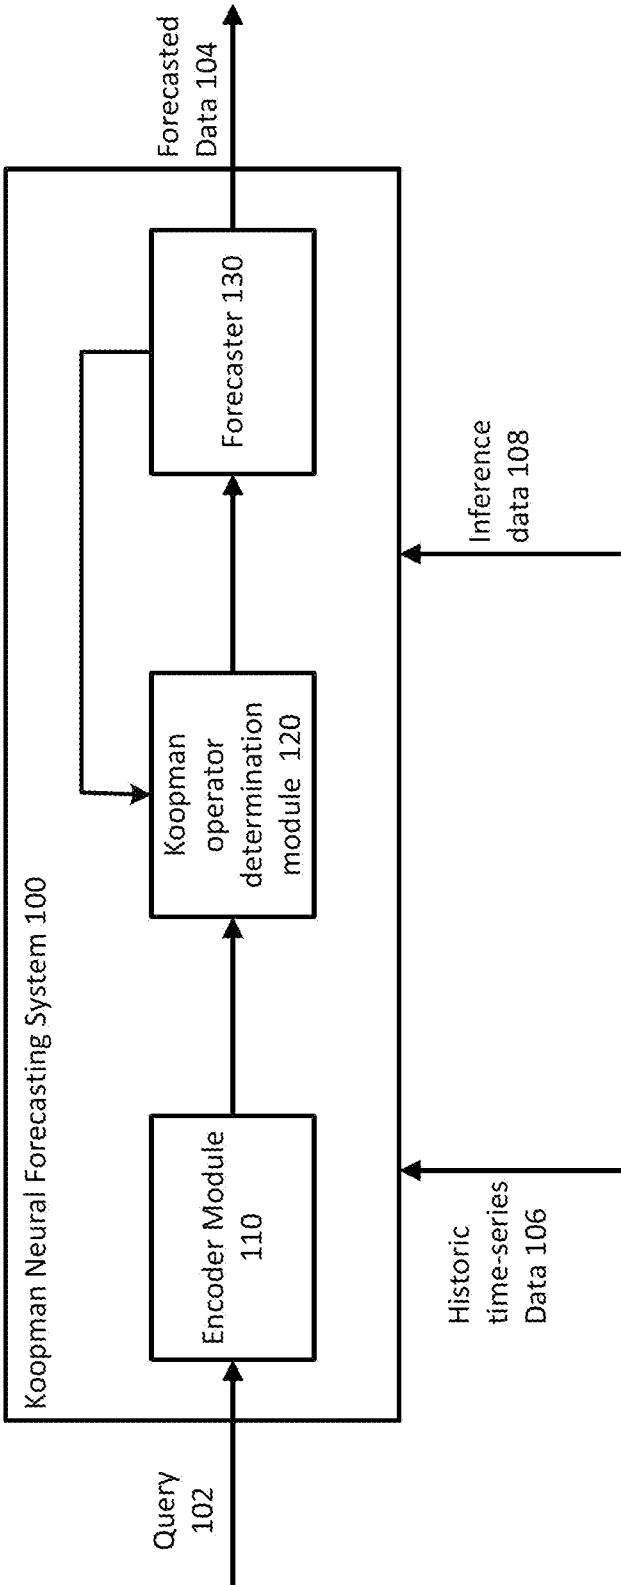 Koopman Neural Forecasting System 100
Query
102
Encoder Module
110
Koopman
operator
determination
module 120
Forecaster 130
Forecasted
Data 104
Historic
time-series
Data 106
Inference
data 108